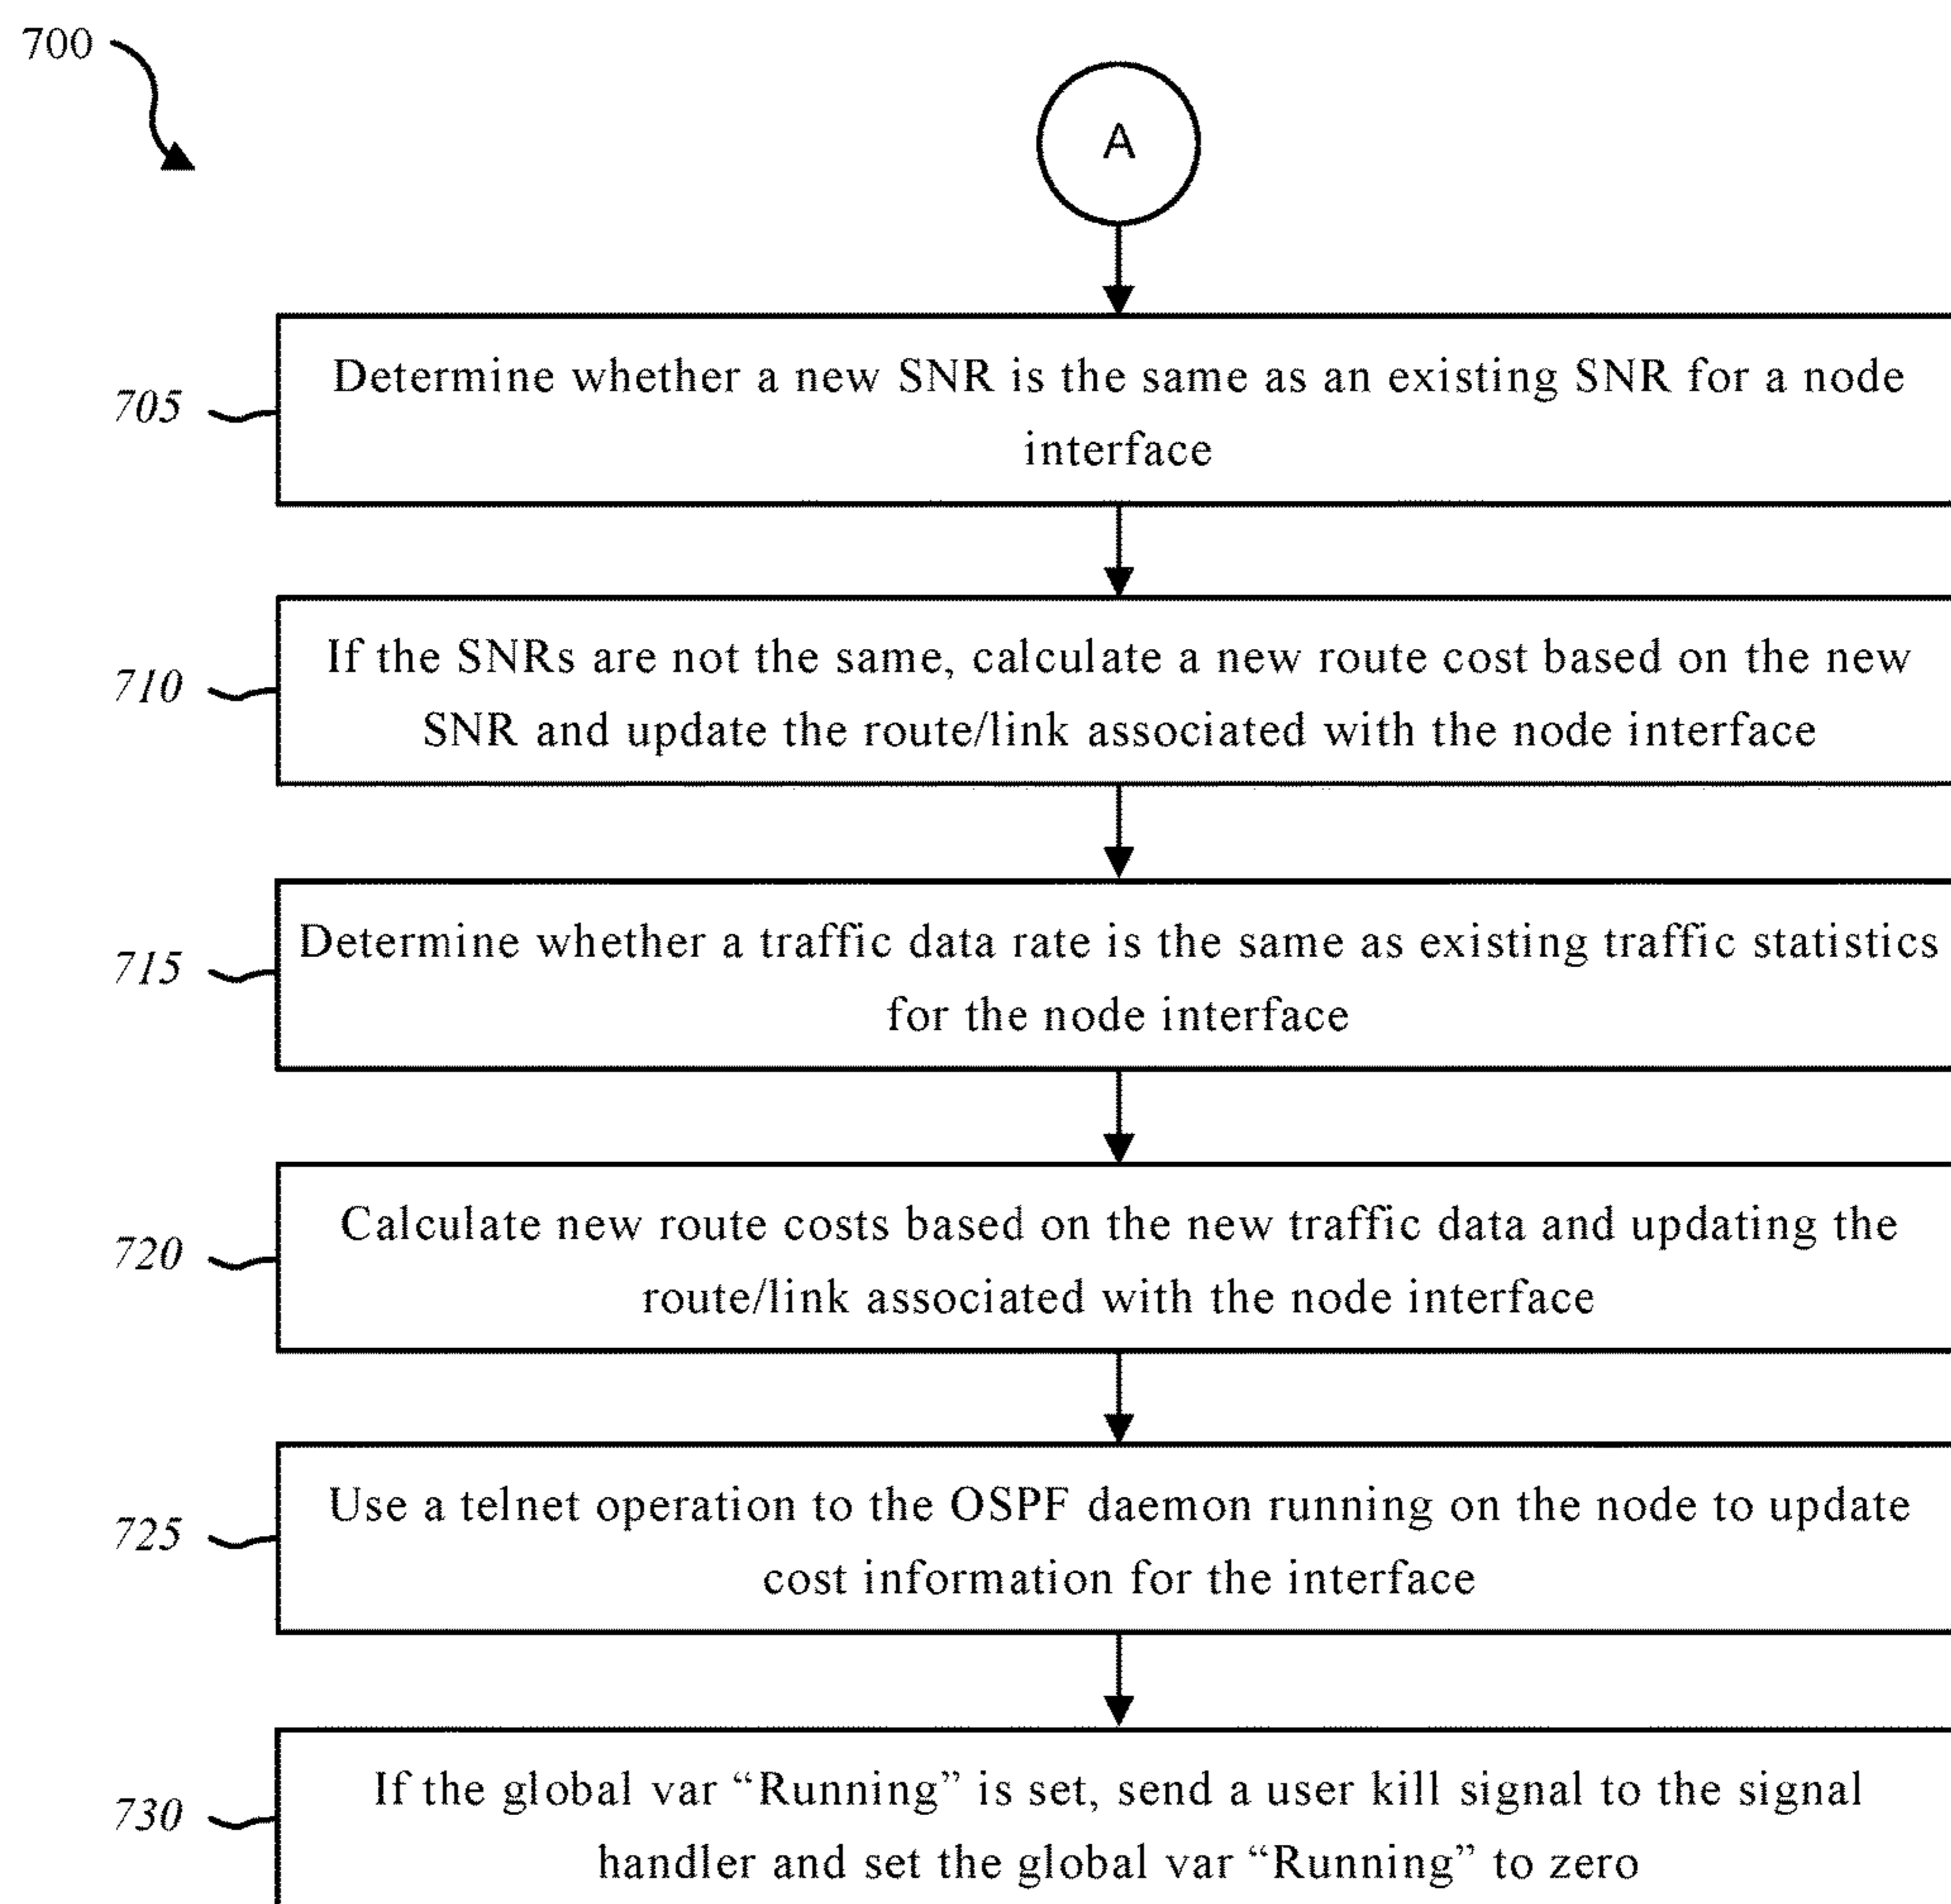 700
A
705
Determine whether a new SNR is the same as an existing SNR for a node
interface
710
If the SNRs are not the same, calculate a new route cost based on the new
SNR and update the route/link associated with the node interface
715
Determine whether a traffic data rate is the same as existing traffic statistics
for the node interface
720
Calculate new route costs based on the new traffic data and updating the
route/link associated with the node interface
725
Use a telnet operation to the OSPF daemon running on the node to update
cost information for the interface
730
If the global var “Running” is set, send a user kill signal to the signal
handler and set the global var “Running” to zero